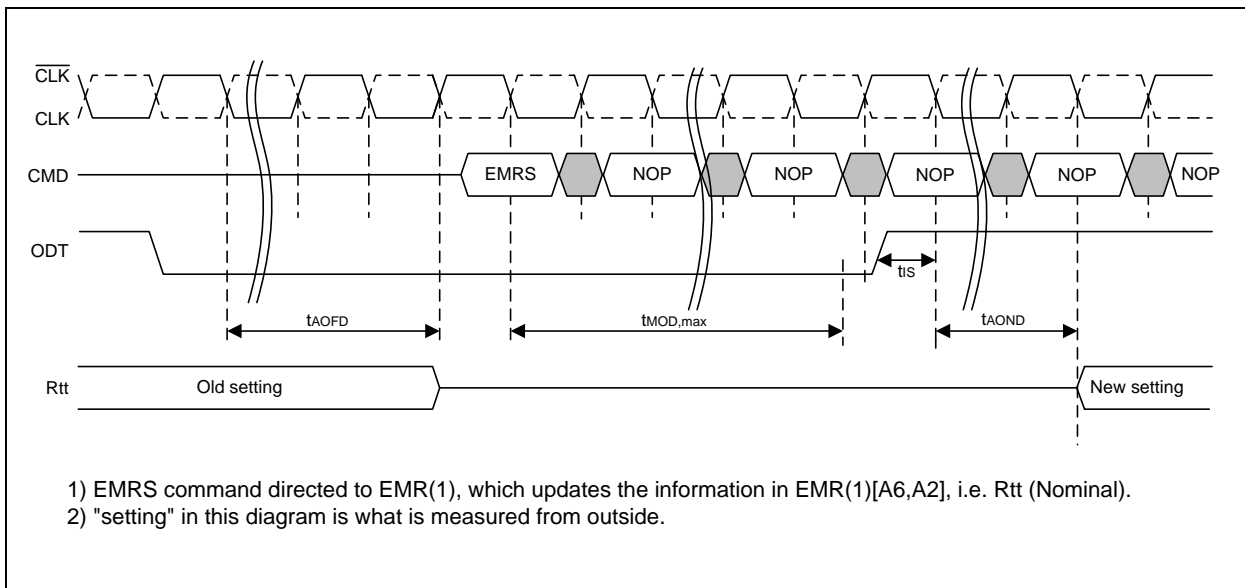 CLK
CLK
CMD EMRS NOP NOP NOP NOP NOP
ODT
tIS
tAOFD tMOD,max tAOND
Rtt Old setting New setting
1) EMRS command directed to EMR(1), which updates the information in EMR(1)[A6,A2], i.e. Rtt (Nominal).
2) "setting" in this diagram is what is measured from outside.